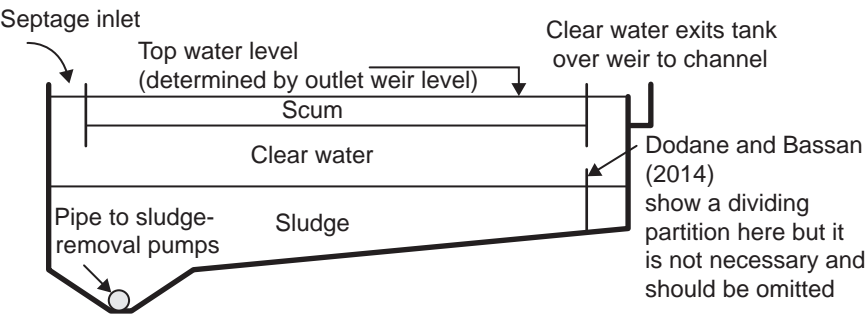 Septage inlet
Top water level
(determined by outlet weir level)
Clear water exits tank
over weir to channel
Scum
Clear water
Dodane and Bassan
(2014)
show a dividing
partition here but it
is not necessary and
should be omitted
Pipe to sludge-
removal pumps
Sludge